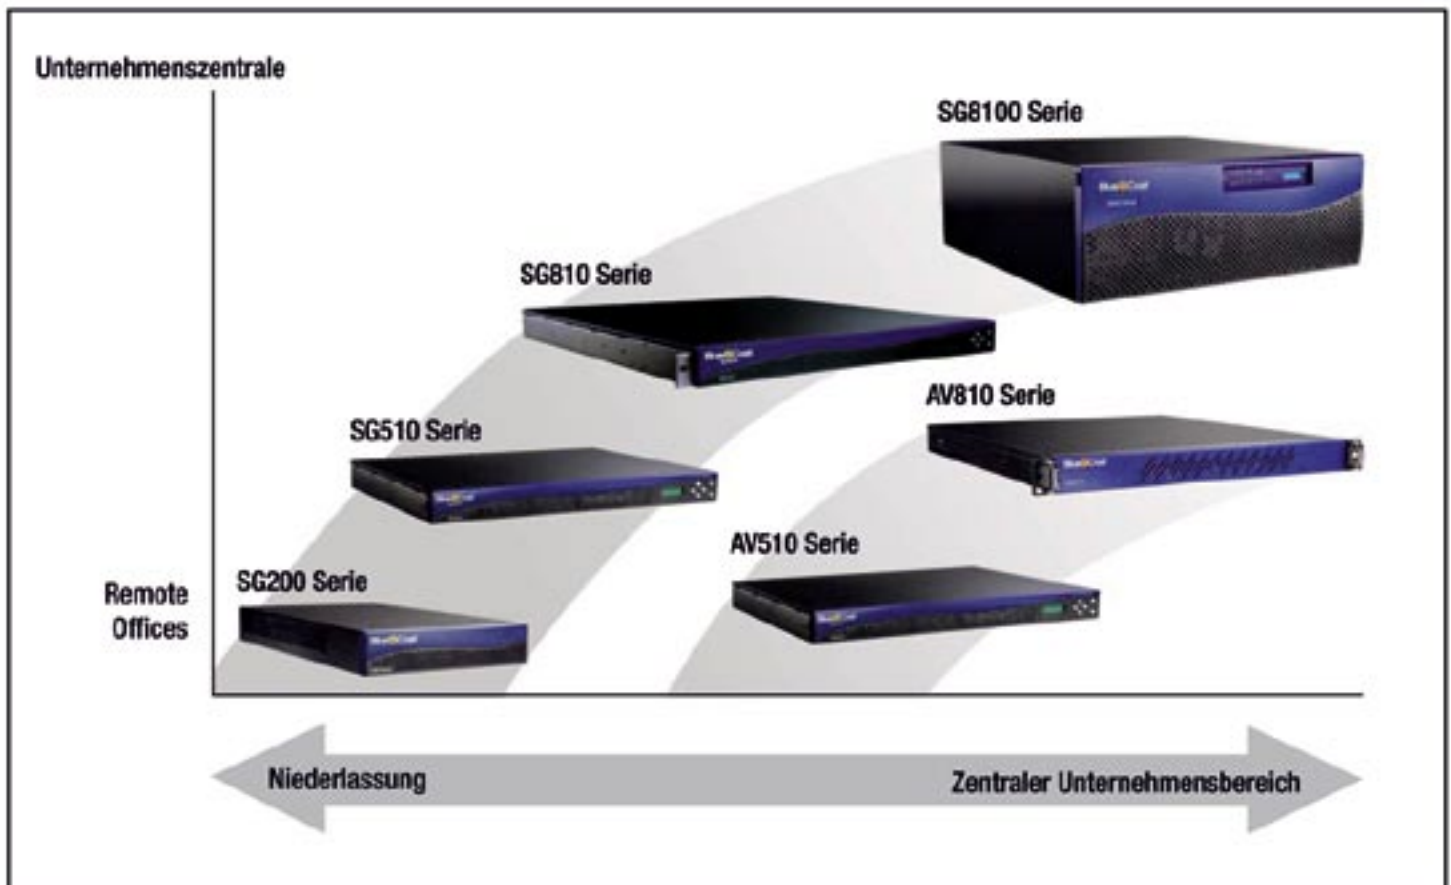 Unternehmenszentrale
SG8100 Serie
SG810 Serie
AV810 Serie
SG510 Serie
AV510 Serie
SG200 Serie
Remote
Offices
Niederlassung
Zentraler Unternehmensbereich